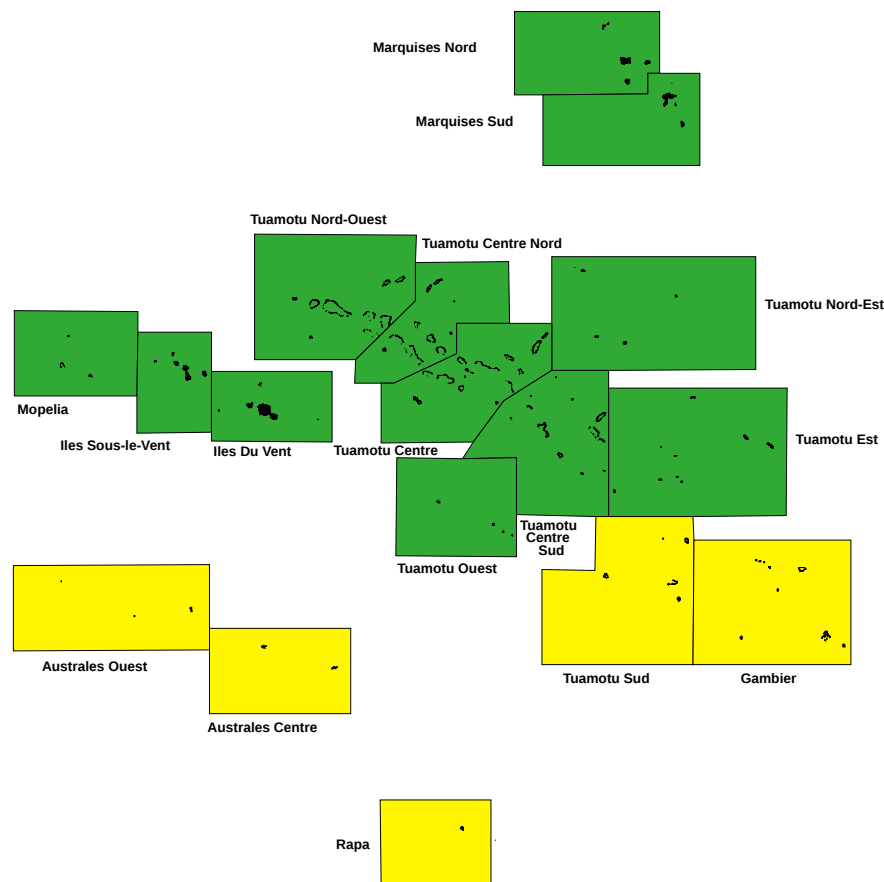 Marquises Nord
Marquises Sud
Tuamotu Nord-Ouest
Tuamotu Centre Nord
Tuamotu Nord-Est
Mopelia
Iles Sous-le-Vent
Iles Du Vent
Tuamotu Centre
Tuamotu Est
Tuamotu
Centre
Sud
Tuamotu Ouest
Australes Ouest
Tuamotu Sud
Gambier
Australes Centre
Rapa